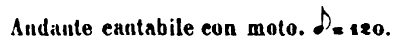 Andante cantabile con moto. ♪= 120.